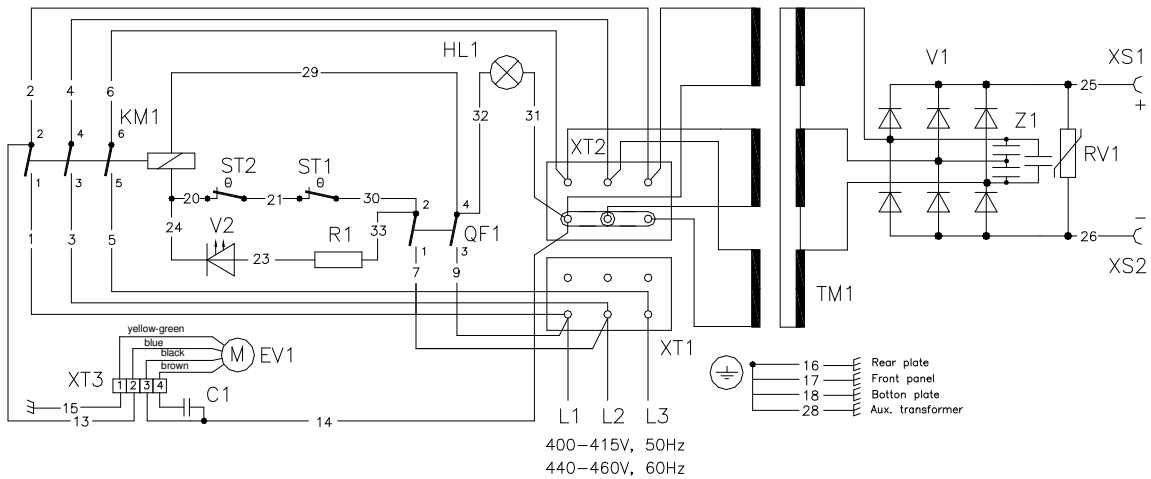 HL1
V1
XS1
29
25
2
4
6
KM1
32
31
+
Z1
2
4
6
XT2
RV1
ST2
ST1
θ
θ
1
3
5
20
21
30
2
4
24
V2
R1
33
QF1
1
3
5
23
1
3
7
9
26
−
XS2
TM1
yellow-green
blue
black
brown
M
EV1
XT1
XT3
1
2
3
4
C1
15
13
14
L1
L2
L3
16
Rear plate
17
Front panel
18
Botton plate
28
Aux. transformer
400–415V, 50Hz
440–460V, 60Hz